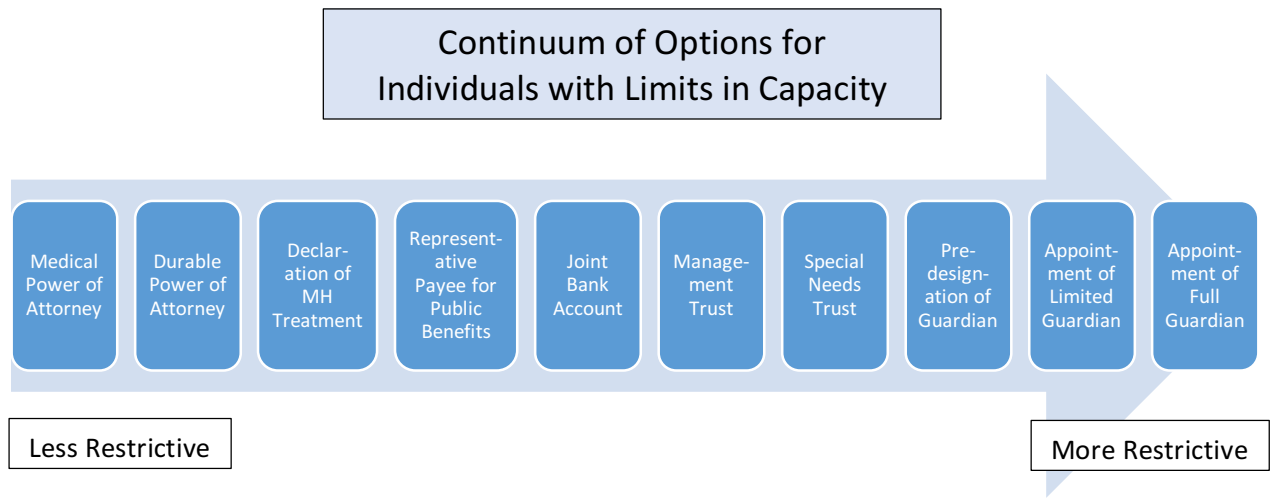 Continuum of Options for
Individuals with Limits in Capacity
Medical
Power of
Attorney
Durable
Power of
Attorney
Declar-
ation of
MH
Treatment
Represent-
ative
Payee for
Public
Benefits
Joint
Bank
Account
Manage-
ment
Trust
Special
Needs
Trust
Pre-
design-
ation of
Guardian
Appoint-
ment of
Limited
Guardian
Appoint-
ment of
Full
Guardian
Less Restrictive
More Restrictive